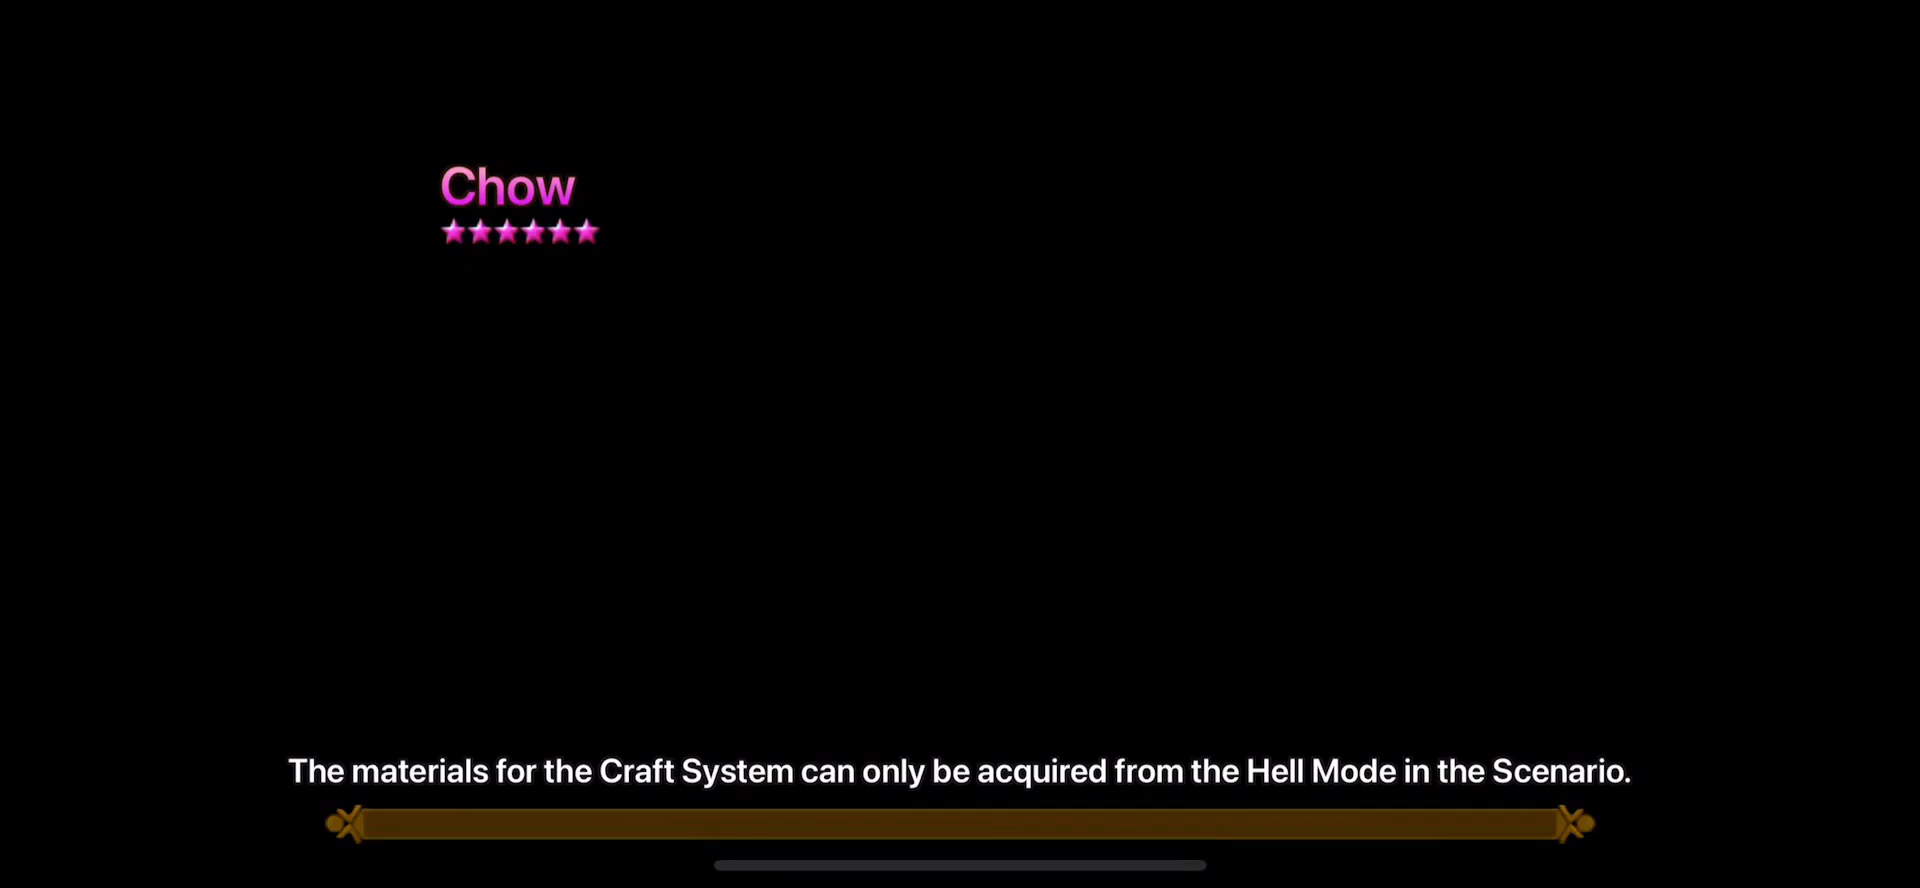 Chow
★★★★★★
The materials for the Craft System can only be acquired from the Hell Mode in the Scenario.